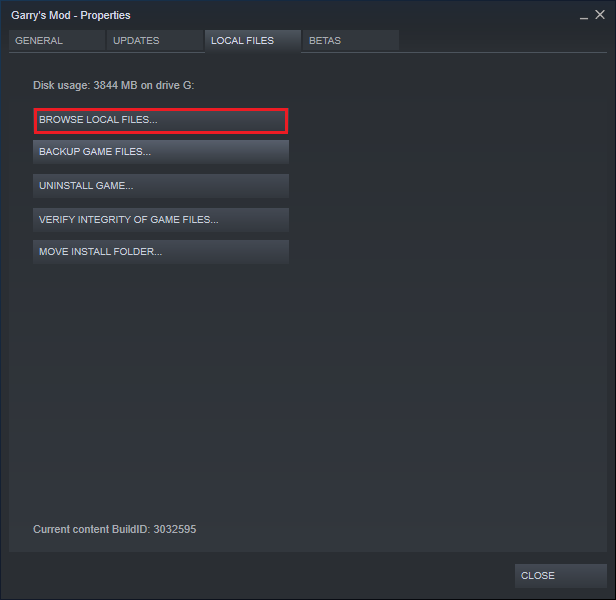 Garry's Mod - Properties
GENERAL UPDATES LOCAL FILES BETAS
Disk usage: 3844 MB on drive G:
BROWSE LOCAL FILES...
BACKUP GAME FILES...
UNINSTALL GAME...
VERIFY INTEGRITY OF GAME FILES...
MOVE INSTALL FOLDER...
Current content BuildID: 3032595
CLOSE